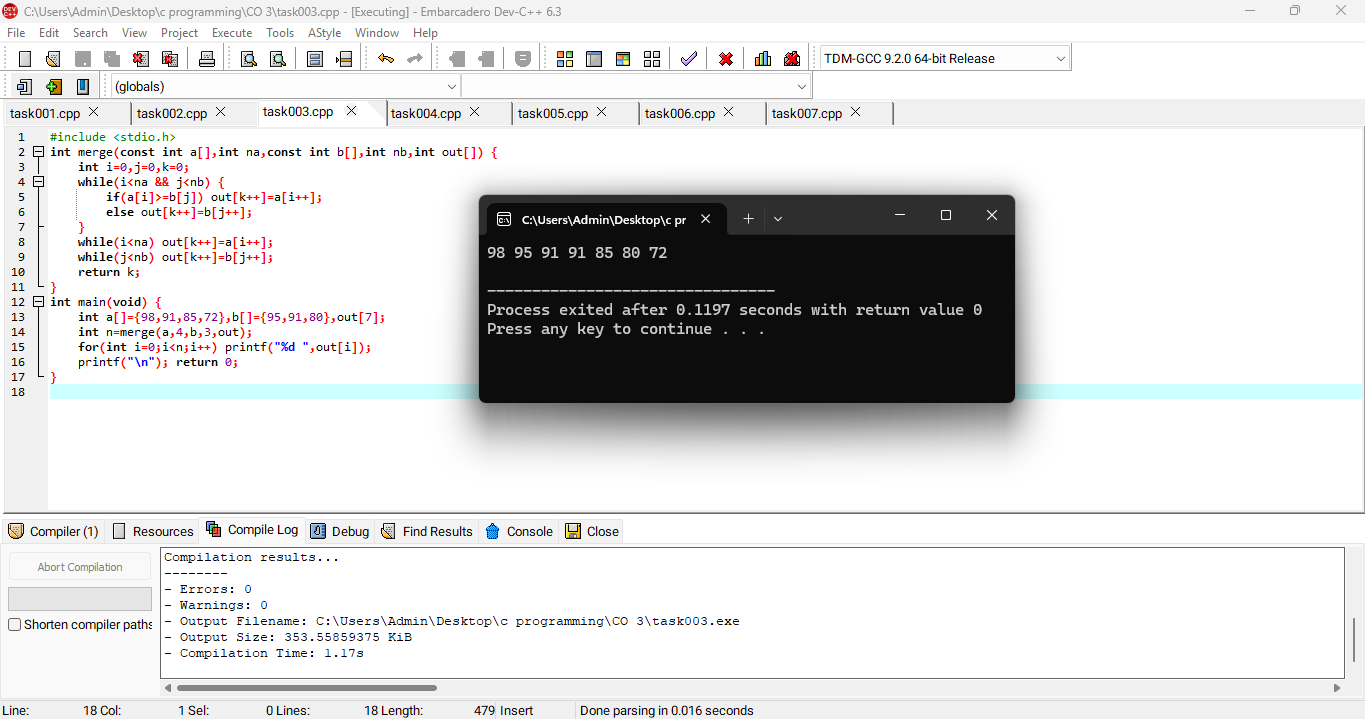 C:\Users\Admin\Desktop\c programming\CO 3\task003.cpp - [Executing] - Embarcadero Dev-C++ 6.3
File Edit Search View Project Execute Tools AStyle Window Help
TDM-GCC 9.2.0 64-bit Release
(globals)
task001.cpp task002.cpp task003.cpp task004.cpp task005.cpp task006.cpp task007.cpp
1 #include <stdio.h>
2 int merge(const int a[],int na,const int b[],int nb,int out[]) {
3 int i=0,j=0,k=0;
4 while(i<na && j<nb) {
5 if(a[i]>=b[j]) out[k++]=a[i++];
6 else out[k++]=b[j++];
7 }
8 while(i<na) out[k++]=a[i++];
9 while(j<nb) out[k++]=b[j++];
10 return k;
11 }
12 int main(void) {
13 int a[]={98,91,85,72},b[]={95,91,80},out[7];
14 int n=merge(a,4,b,3,out);
15 for(int i=0;i<n;i++) printf("%d ",out[i]);
16 printf("\n"); return 0;
17 }
18
C:\Users\Admin\Desktop\c pr
98 95 91 91 85 80 72
--------------------------------
Process exited after 0.1197 seconds with return value 0
Press any key to continue . . .
Compiler (1) Resources Compile Log Debug Find Results Console Close
Abort Compilation
Shorten compiler paths
Compilation results...
--------
- Errors: 0
- Warnings: 0
- Output Filename: C:\Users\Admin\Desktop\c programming\CO 3\task003.exe
- Output Size: 353.55859375 KiB
- Compilation Time: 1.17s
Line: 18 Col: 1 Sel: 0 Lines: 18 Length: 479 Insert Done parsing in 0.016 seconds